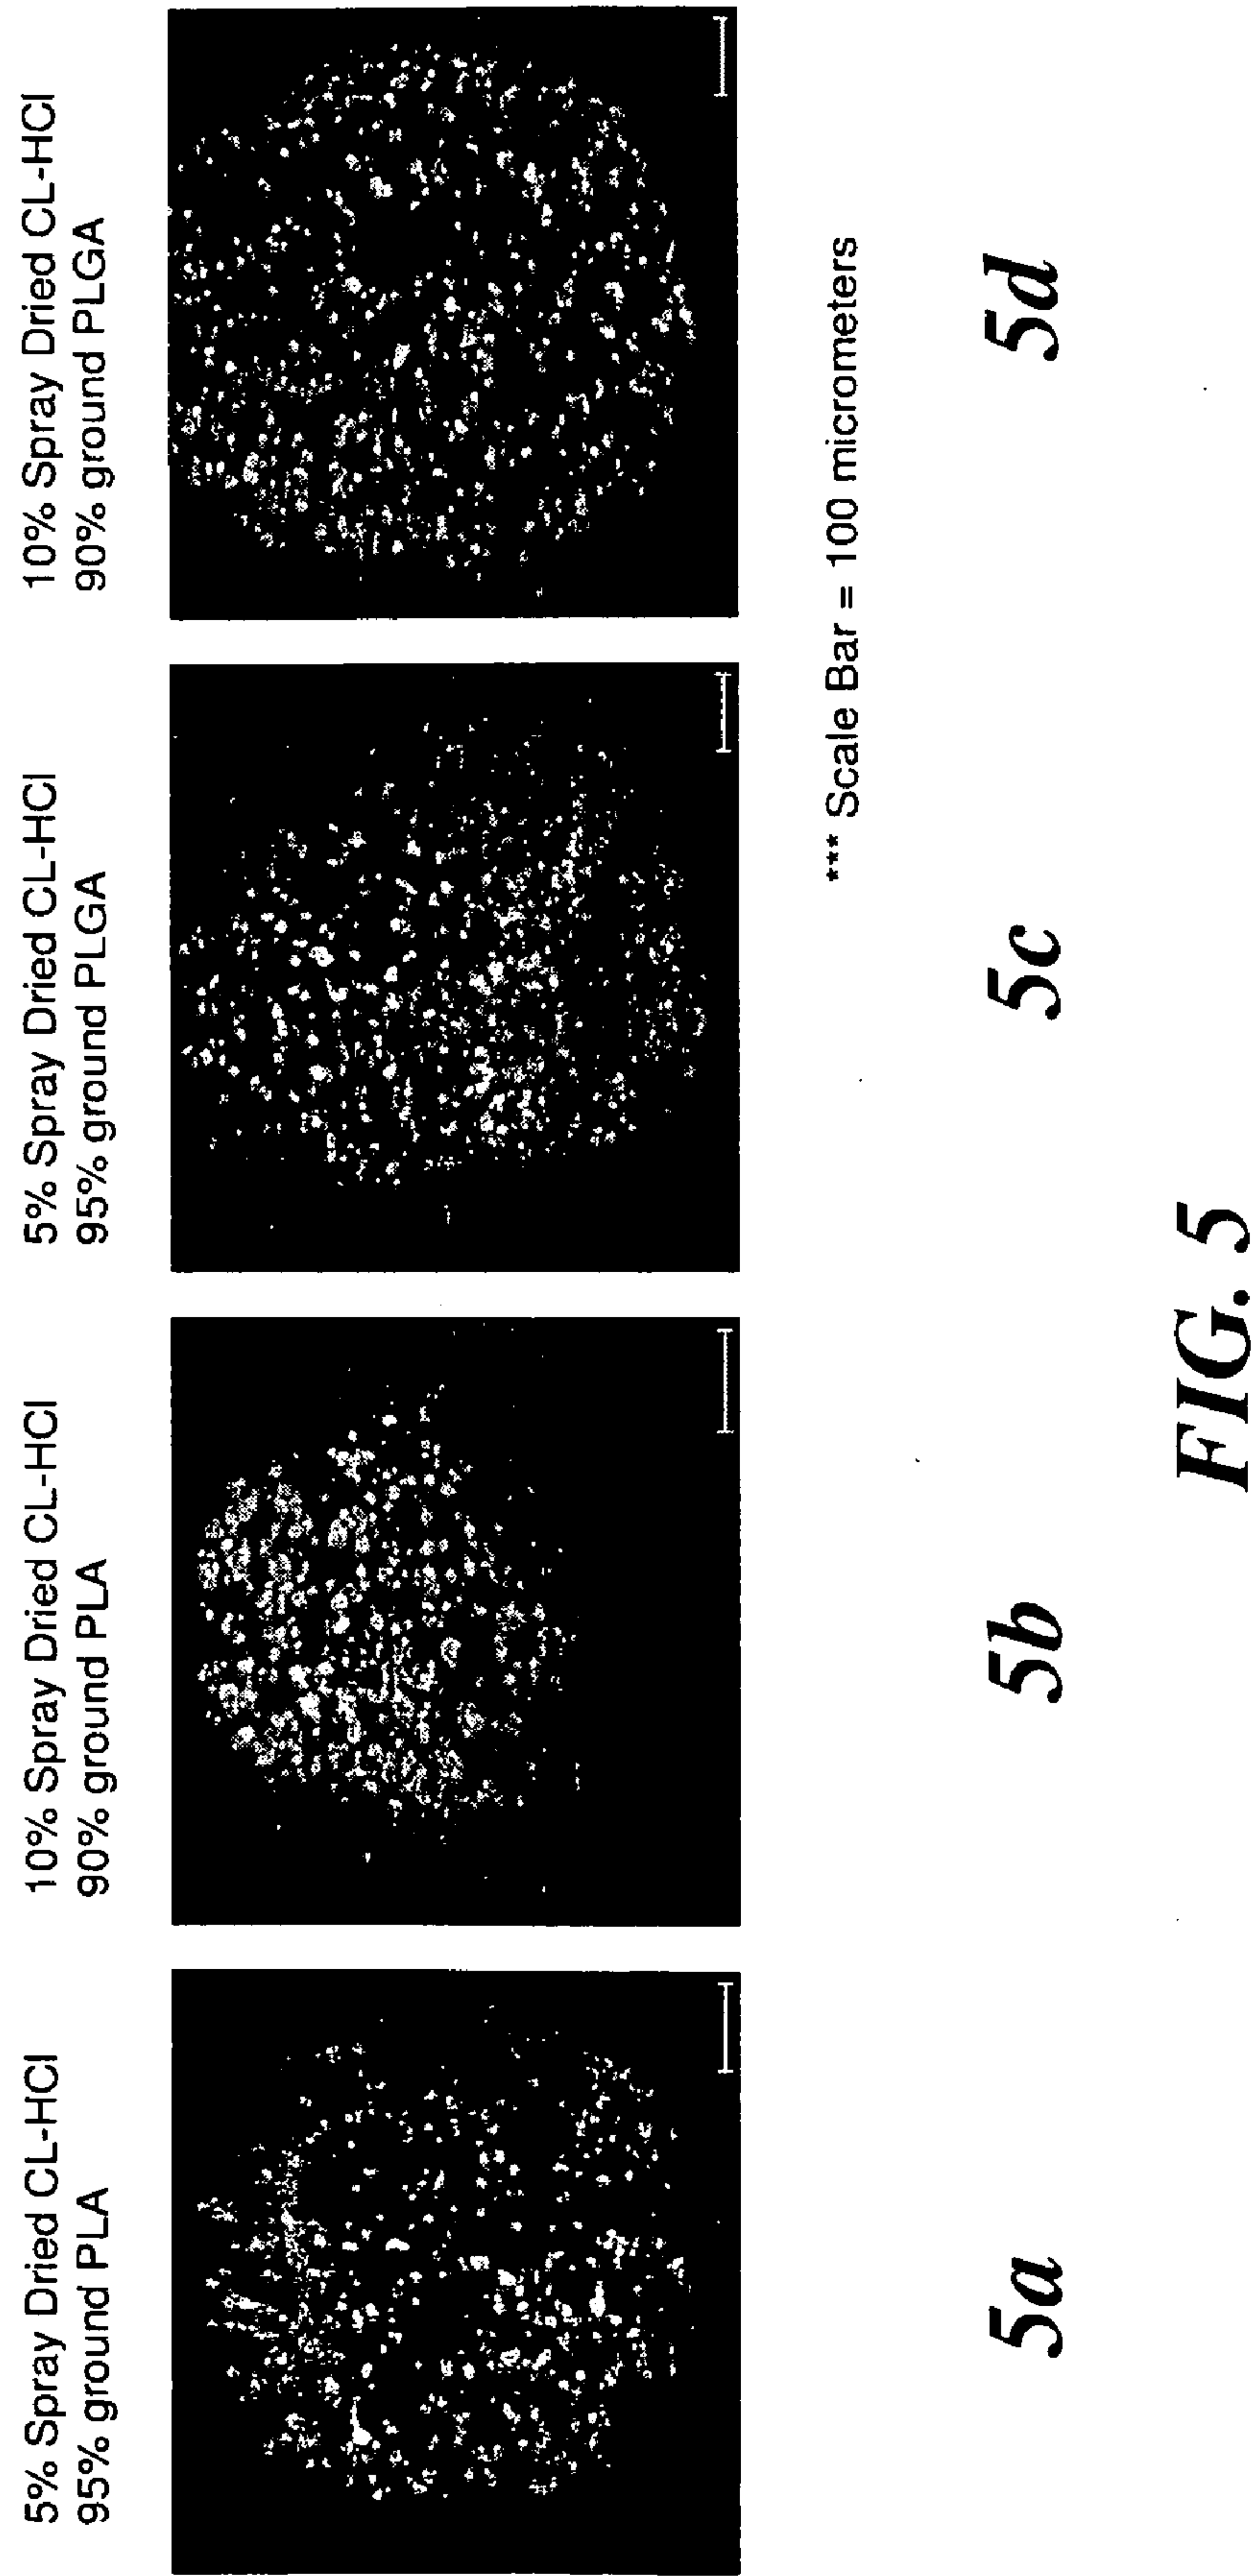 5% Spray Dried CL-HCl
95% ground PLA
10% Spray Dried CL-HCl
90% ground PLA
5% Spray Dried CL-HCl
95% ground PLGA
10% Spray Dried CL-HCl
90% ground PLGA
*** Scale Bar = 100 micrometers
5a
5b
5c
5d
FIG. 5